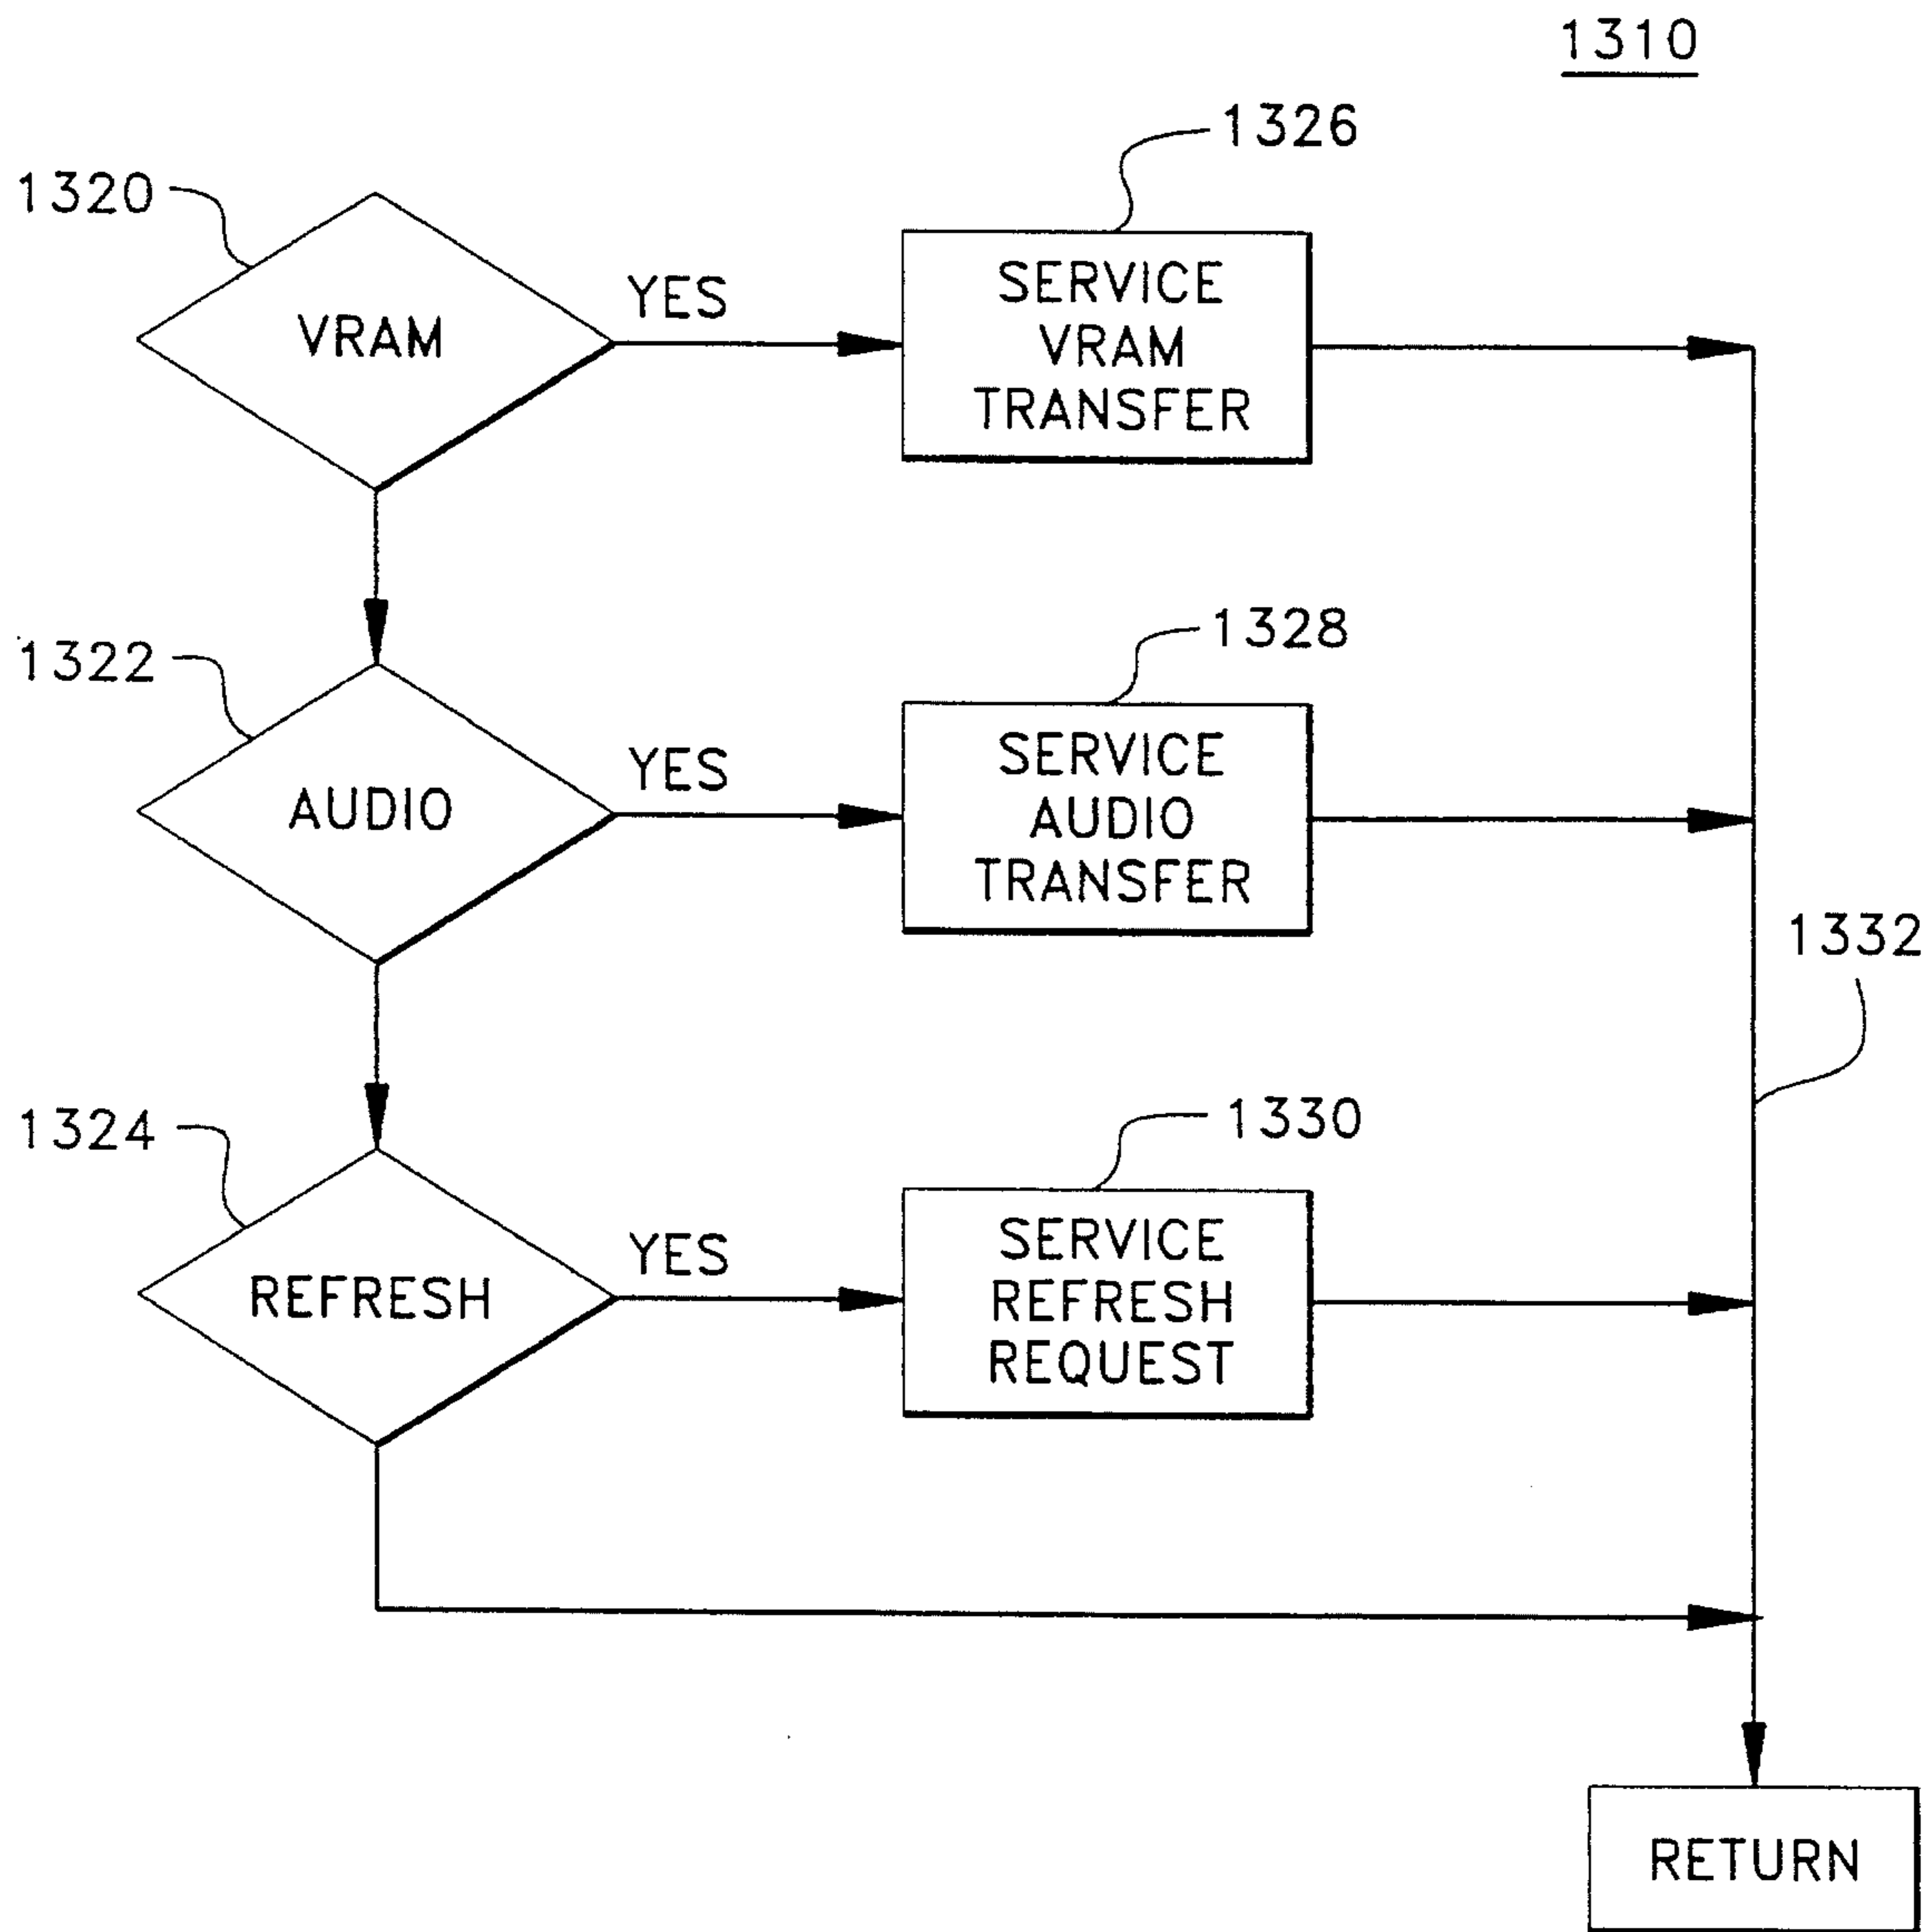 1310
1326
1320
YES
SERVICE
VRAM
TRANSFER
VRAM
1328
1322
YES
SERVICE
AUDIO
TRANSFER
AUDIO
1332
1330
1324
YES
SERVICE
REFRESH
REQUEST
REFRESH
RETURN